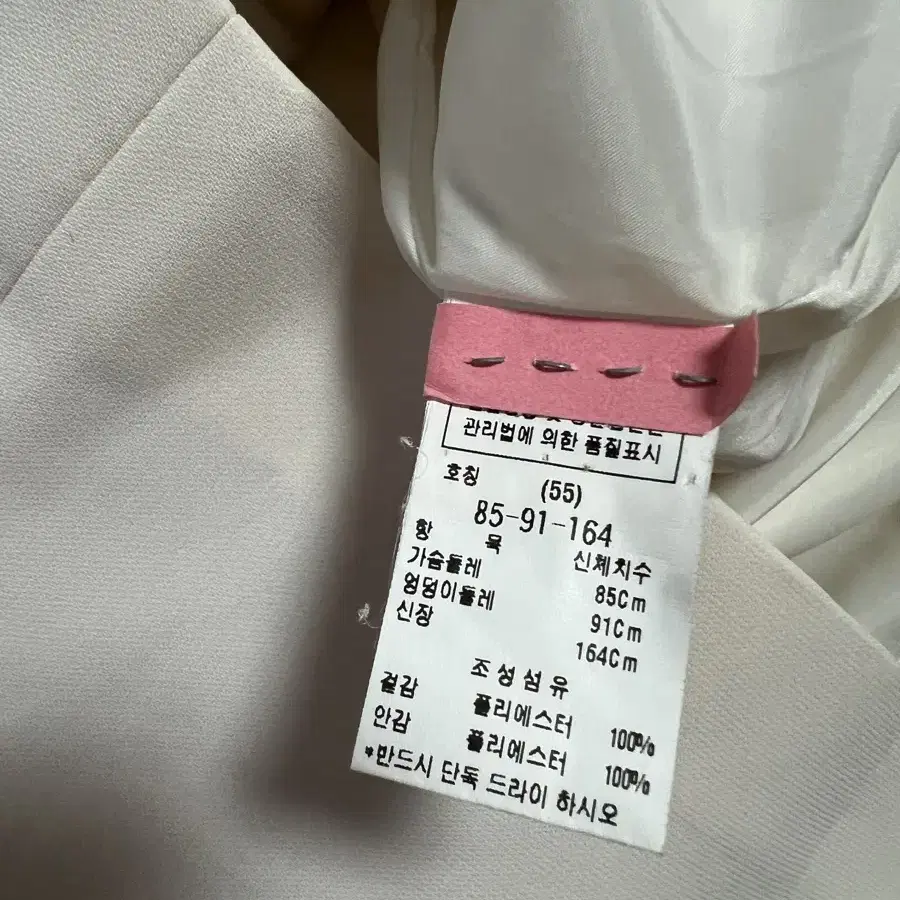 관리법에 의한 품질표시
호칭 (55)
85-91-164
항 목 신체치수
가슴둘레 85Cm
엉덩이둘레 91Cm
신장 164Cm
조성섬유
겉감 폴리에스터 100%
안감 폴리에스터 100%
*반드시 단독 드라이 하시오